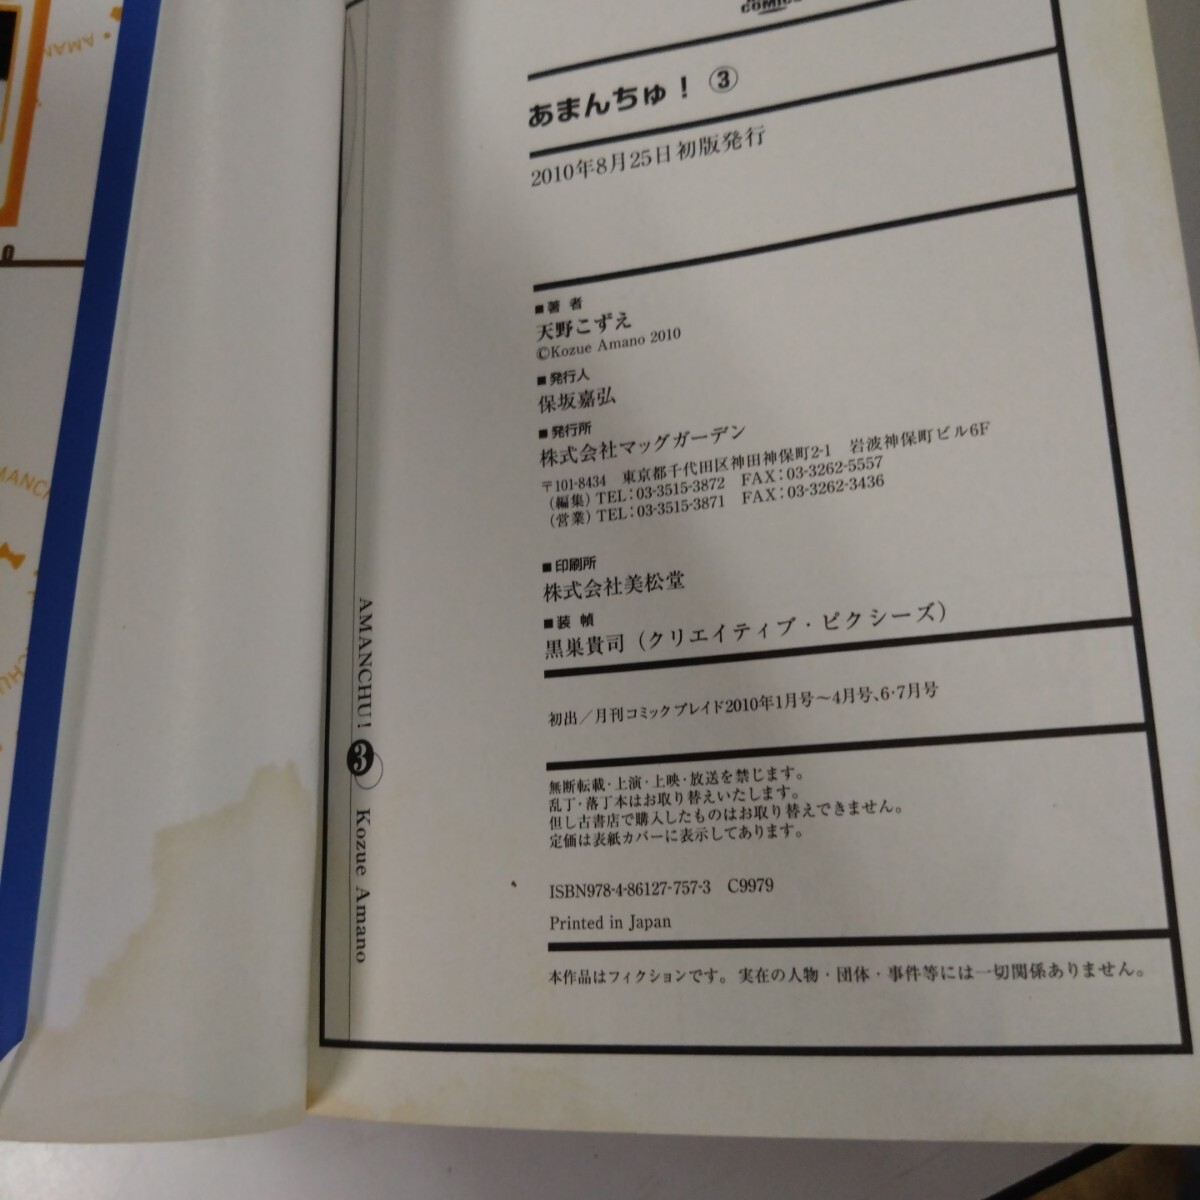 COMICS
あまんちゅ！ ③
2010年8月25日初版発行
■著 者
天野こずえ
©Kozue Amano 2010
■発行人
保坂嘉弘
■発行所
株式会社マッグガーデン
〒101-8434 東京都千代田区神田神保町2-1 岩波神保町ビル6F
（編集）TEL：03-3515-3872 FAX：03-3262-5557
（営業）TEL：03-3515-3871 FAX：03-3262-3436
■印刷所
株式会社美松堂
■装 幀
黒巣貴司（クリエイティブ・ピクシーズ）
初出／月刊コミックブレイド2010年1月号〜4月号、6・7月号
無断転載・上演・上映・放送を禁じます。
乱丁・落丁本はお取り替えいたします。
但し古書店で購入したものはお取り替えできません。
定価は表紙カバーに表示してあります。
ISBN978-4-86127-757-3 C9979
Printed in Japan
本作品はフィクションです。実在の人物・団体・事件等には一切関係ありません。
AMANCHU! 3 Kozue Amano